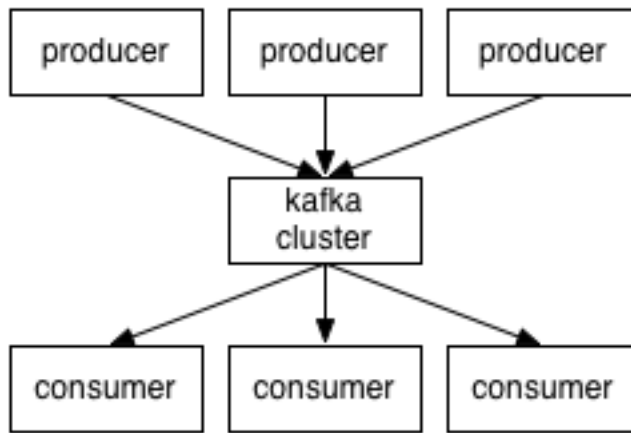 producer
producer
producer
kafka
cluster
consumer
consumer
consumer